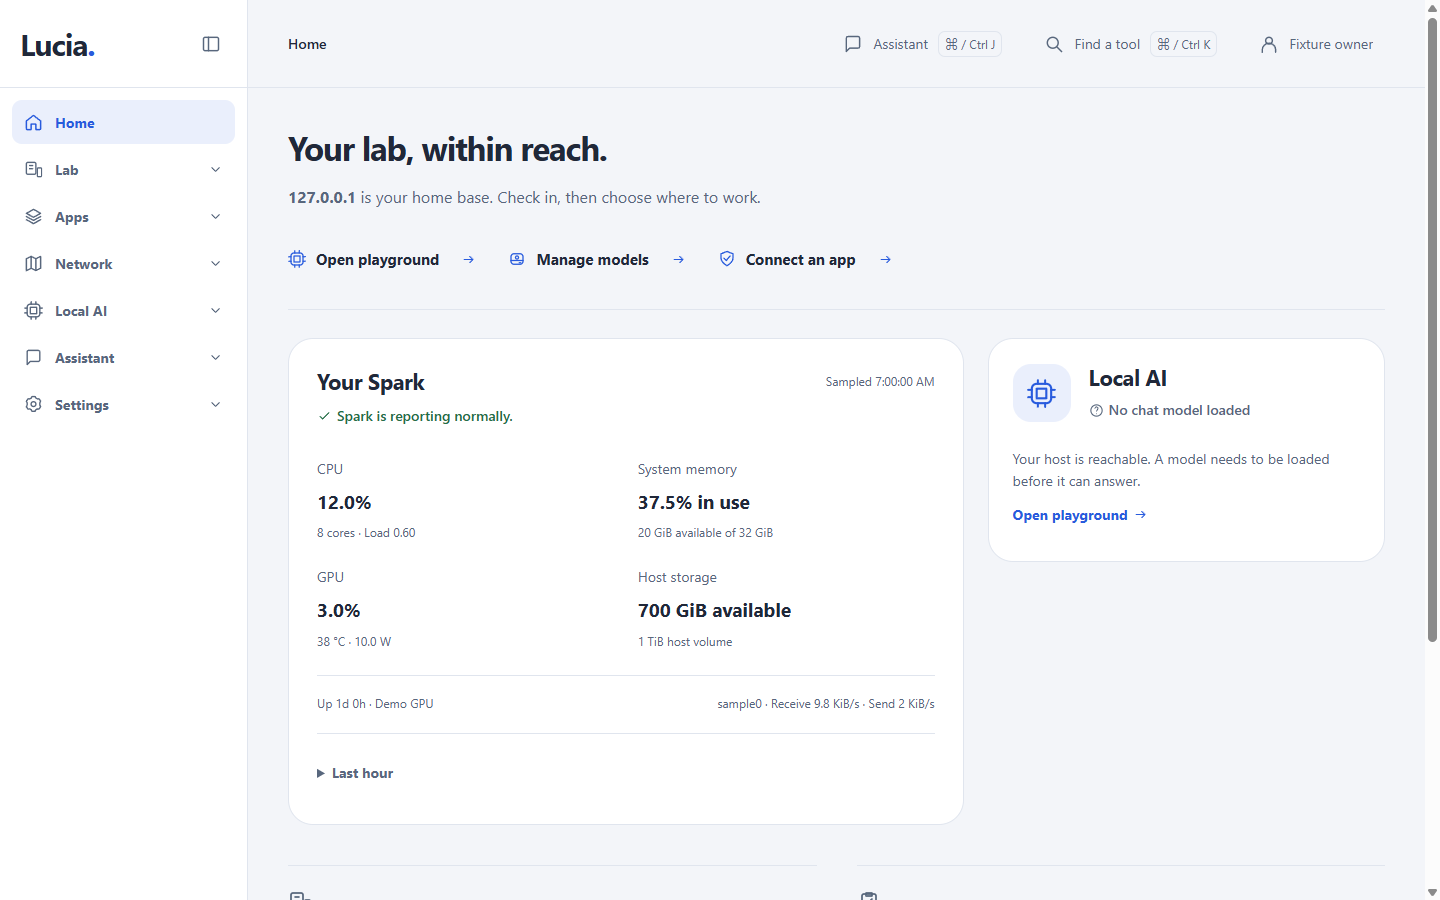 Lucia.
Home
Assistant
⌘ / Ctrl J
Find a tool
⌘ / Ctrl K
Fixture owner
Home
Lab
Apps
Network
Local AI
Assistant
Settings
Your lab, within reach.
127.0.0.1 is your home base. Check in, then choose where to work.
Open playground →
Manage models →
Connect an app →
Your Spark
Sampled 7:00:00 AM
Spark is reporting normally.
CPU
12.0%
8 cores · Load 0.60
System memory
37.5% in use
20 GiB available of 32 GiB
GPU
3.0%
38 °C · 10.0 W
Host storage
700 GiB available
1 TiB host volume
Up 1d 0h · Demo GPU
sample0 · Receive 9.8 KiB/s · Send 2 KiB/s
Last hour
Local AI
No chat model loaded
Your host is reachable. A model needs to be loaded
before it can answer.
Open playground →